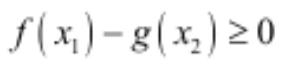 f(x₁) − g(x₂) ≥ 0